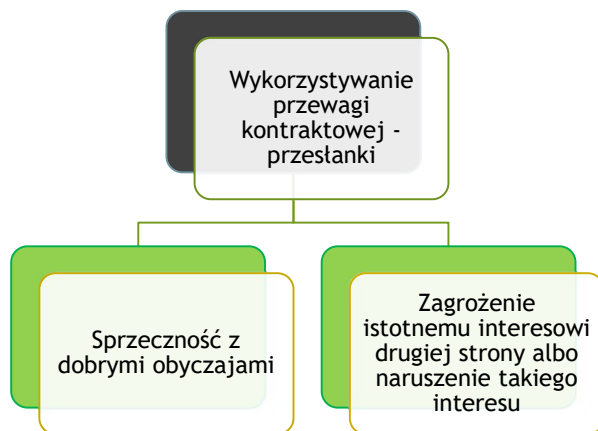 Wykorzystywanie
przewagi
kontraktowej -
przesłanki
Sprzeczność z
dobrymi obyczajami
Zagrożenie
istotnemu interesowi
drugiej strony albo
naruszenie takiego
interesu